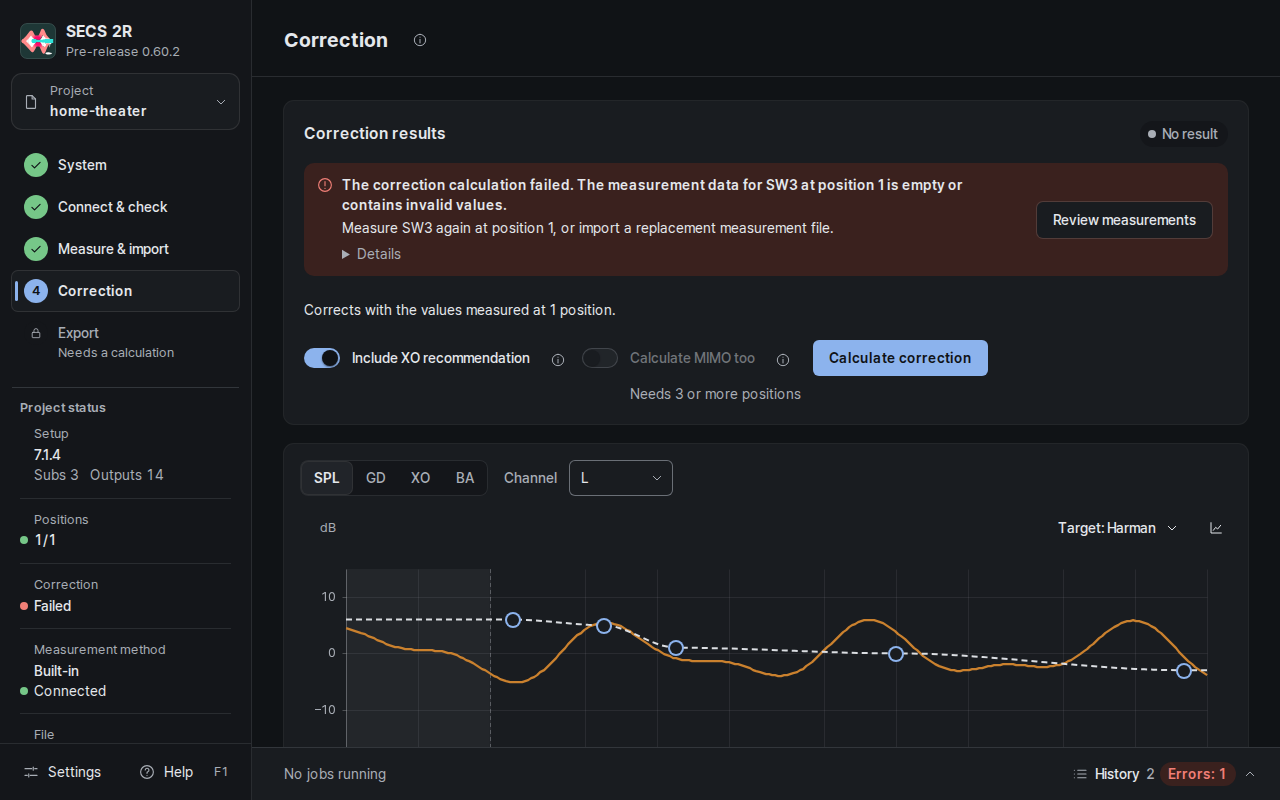 SECS 2R
Pre-release 0.60.2
Project
home-theater
System
Connect & check
Measure & import
4 Correction
Export
Needs a calculation
Project status
Setup
7.1.4
Subs 3 Outputs 14
Positions
1/1
Correction
Failed
Measurement method
Built-in
Connected
File
Settings Help F1
Correction
Correction results No result
The correction calculation failed. The measurement data for SW3 at position 1 is empty or
contains invalid values.
Measure SW3 again at position 1, or import a replacement measurement file.
Details
Review measurements
Corrects with the values measured at 1 position.
Include XO recommendation Calculate MIMO too Calculate correction
Needs 3 or more positions
SPL GD XO BA Channel L
dB Target: Harman
10
0
−10
No jobs running History 2 Errors: 1